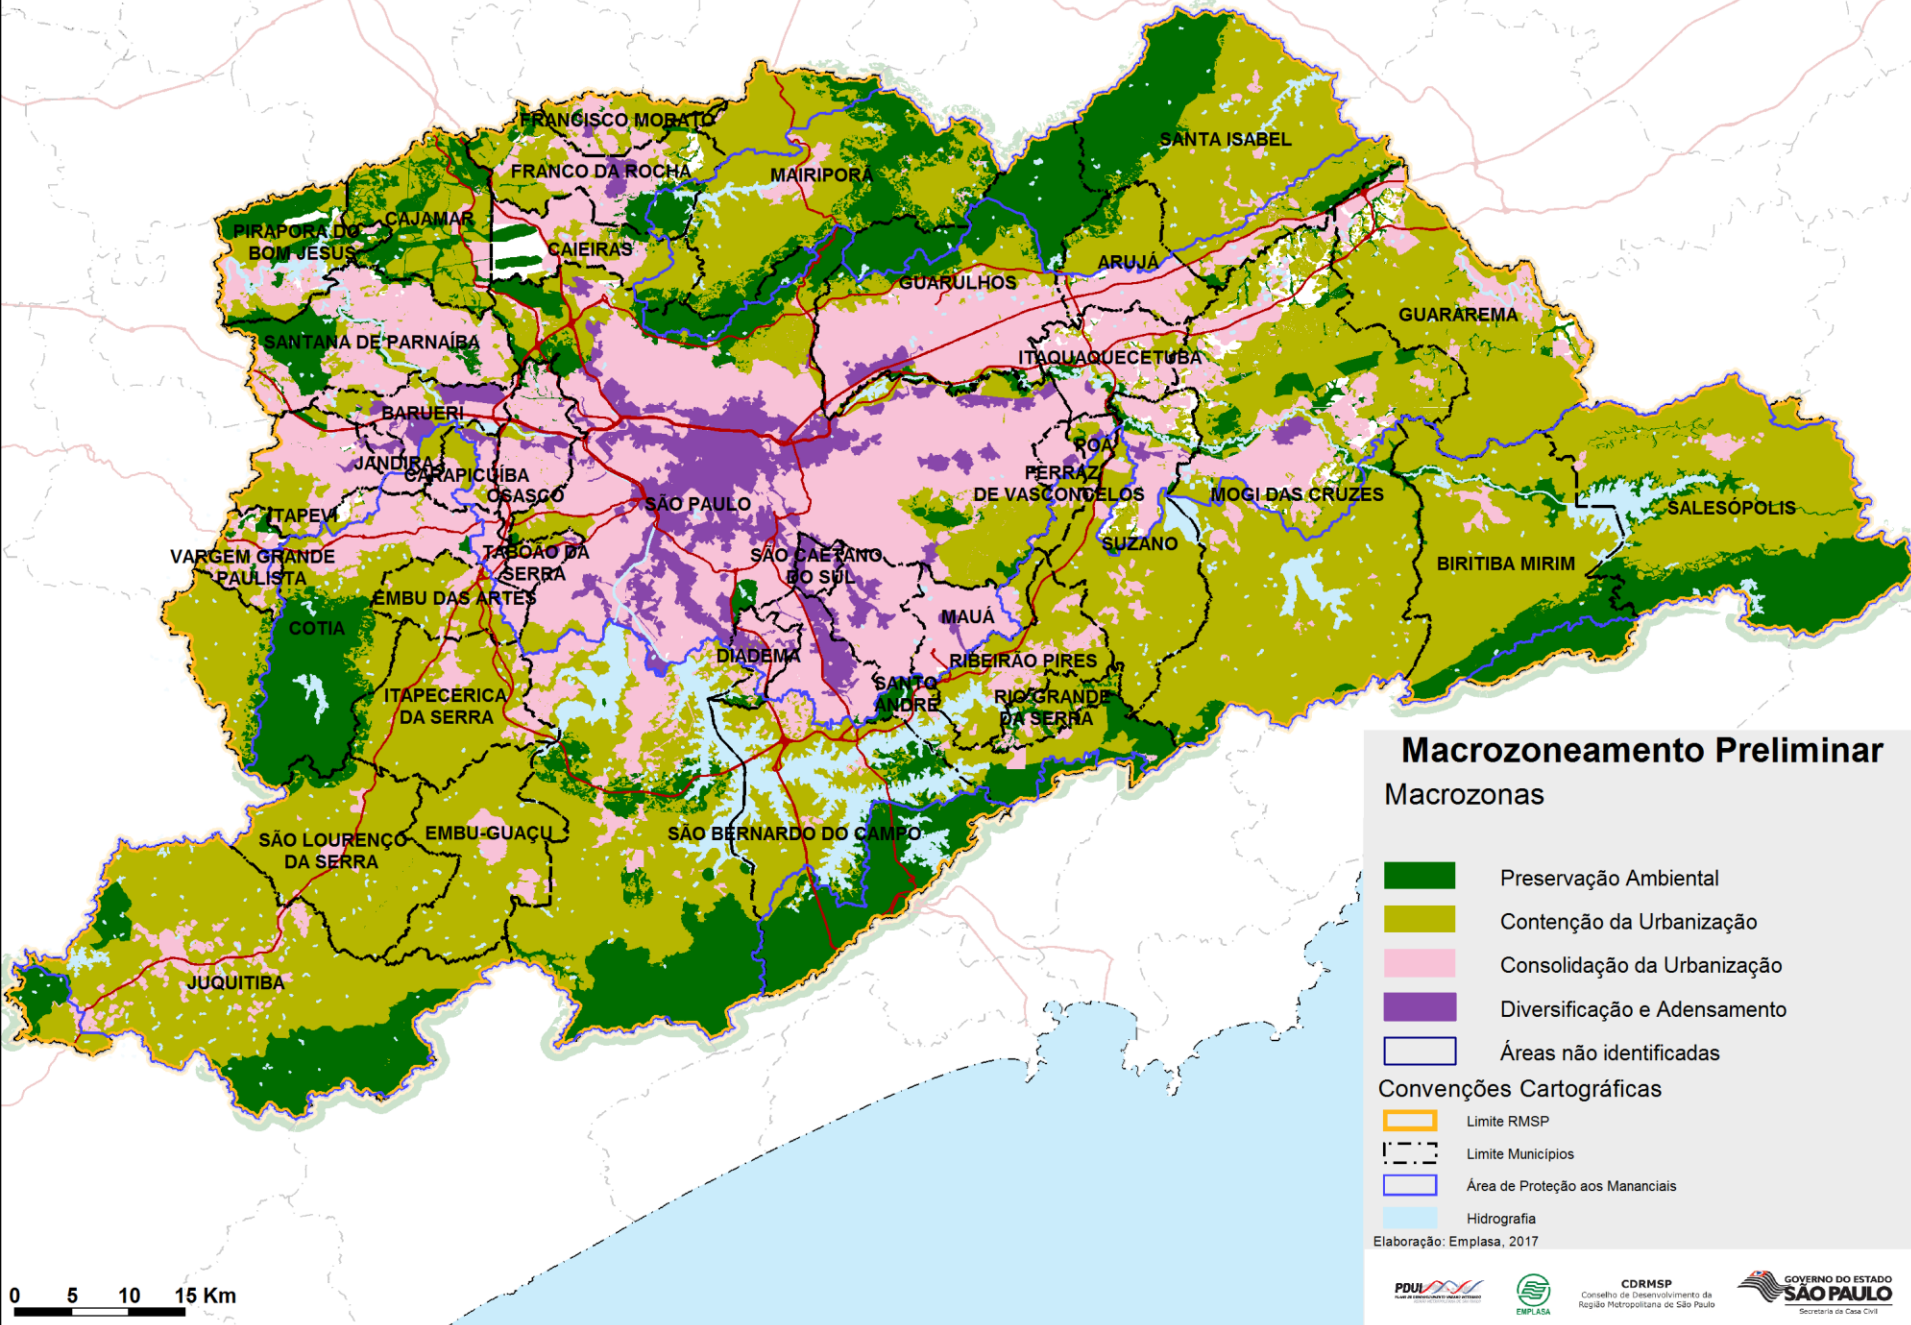 FRANCISCO MORATO
FRANCO DA ROCHA
MAIRIPORÃ
SANTA ISABEL
PIRAPORA DO
BOM JESUS
CAJAMAR
CAIEIRAS
GUARULHOS
ARUJÁ
GUARAREMA
SANTANA DE PARNAÍBA
ITAQUAQUECETUBA
BARUERI
JANDIRA
CARAPICUÍBA
OSASCO
POÁ
FERRAZ
DE VASCONCELOS
MOGI DAS CRUZES
SÃO PAULO
SALESÓPOLIS
ITAPEVI
SUZANO
BIRITIBA MIRIM
VARGEM GRANDE
PAULISTA
TABOÃO DA
SERRA
SÃO CAETANO
DO SUL
EMBU DAS ARTES
COTIA
MAUÁ
DIADEMA
RIBEIRÃO PIRES
SANTO
ANDRÉ
RIO GRANDE
DA SERRA
ITAPECERICA
DA SERRA
SÃO LOURENÇO
DA SERRA
EMBU-GUAÇU
SÃO BERNARDO DO CAMPO
JUQUITIBA
Macrozoneamento Preliminar
Macrozonas
Preservação Ambiental
Contenção da Urbanização
Consolidação da Urbanização
Diversificação e Adensamento
Áreas não identificadas
Convenções Cartográficas
Limite RMSP
Limite Municípios
Área de Proteção aos Mananciais
Hidrografia
Elaboração: Emplasa, 2017
0 5 10 15 Km
PDUI
EMPLASA
CDRMSP
Conselho de Desenvolvimento da
Região Metropolitana de São Paulo
GOVERNO DO ESTADO
SÃO PAULO
Secretaria da Casa Civil